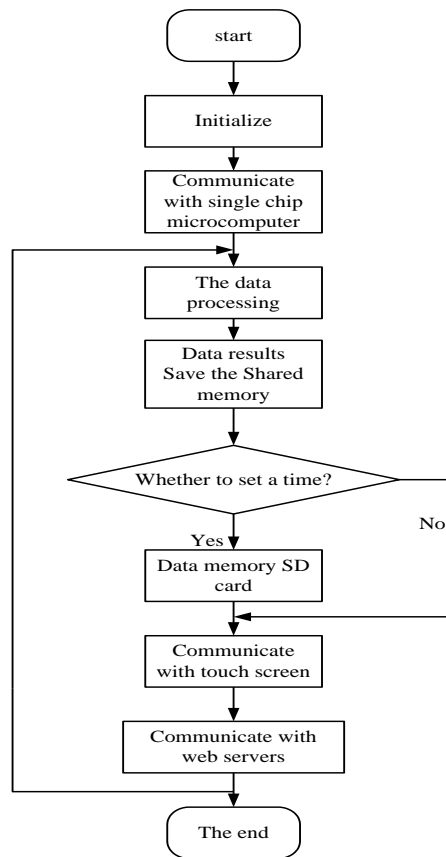 start
Initialize
Communicate
with single chip
microcomputer
The data
processing
Data results
Save the Shared
memory
Whether to set a time?
No
Yes
Data memory SD
card
Communicate
with touch screen
Communicate with
web servers
The end